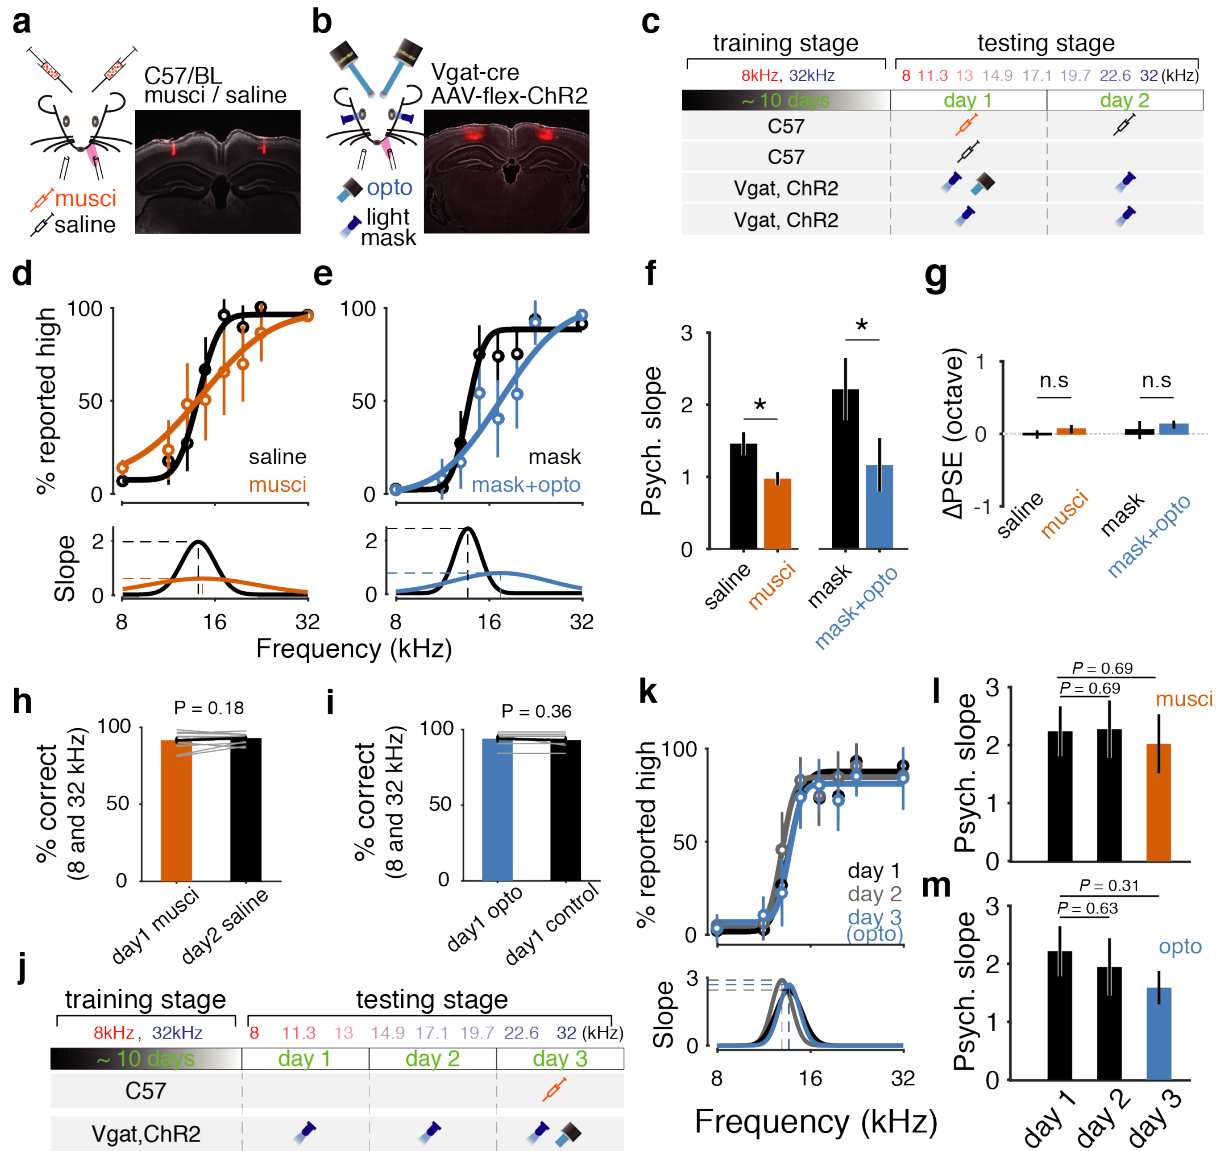 a
C57/BL
musci / saline
musci
saline
b
Vgat-cre
AAV-flex-ChR2
opto
light
mask
c
training stage
testing stage
8kHz, 32kHz
8 11.3 13 14.9 17.1 19.7 22.6 32 (kHz)
~ 10 days
day 1
day 2
C57
C57
Vgat, ChR2
Vgat, ChR2
d
% reported high
100
50
0
saline
musci
Slope
2
0
8
16
32
e
100
50
0
mask
mask+opto
2
0
8
16
32
Frequency (kHz)
f
Psych. slope
3
2
1
0
*
*
saline
musci
mask
mask+opto
g
ΔPSE (octave)
1
0
-1
n.s
n.s
saline
musci
mask
mask+opto
h
P = 0.18
% correct
(8 and 32 kHz)
100
50
0
day1 musci
day2 saline
i
P = 0.36
% correct
(8 and 32 kHz)
100
50
0
day1 opto
day1 control
j
training stage
testing stage
8kHz, 32kHz
8 11.3 13 14.9 17.1 19.7 22.6 32 (kHz)
~ 10 days
day 1
day 2
day 3
C57
Vgat,ChR2
k
% reported high
100
50
0
day 1
day 2
day 3
(opto)
Slope
3
0
8
16
32
Frequency (kHz)
l
P = 0.69
P = 0.69
musci
Psych. slope
3
2
1
0
m
P = 0.31
P = 0.63
opto
Psych. slope
3
2
1
0
day 1
day 2
day 3